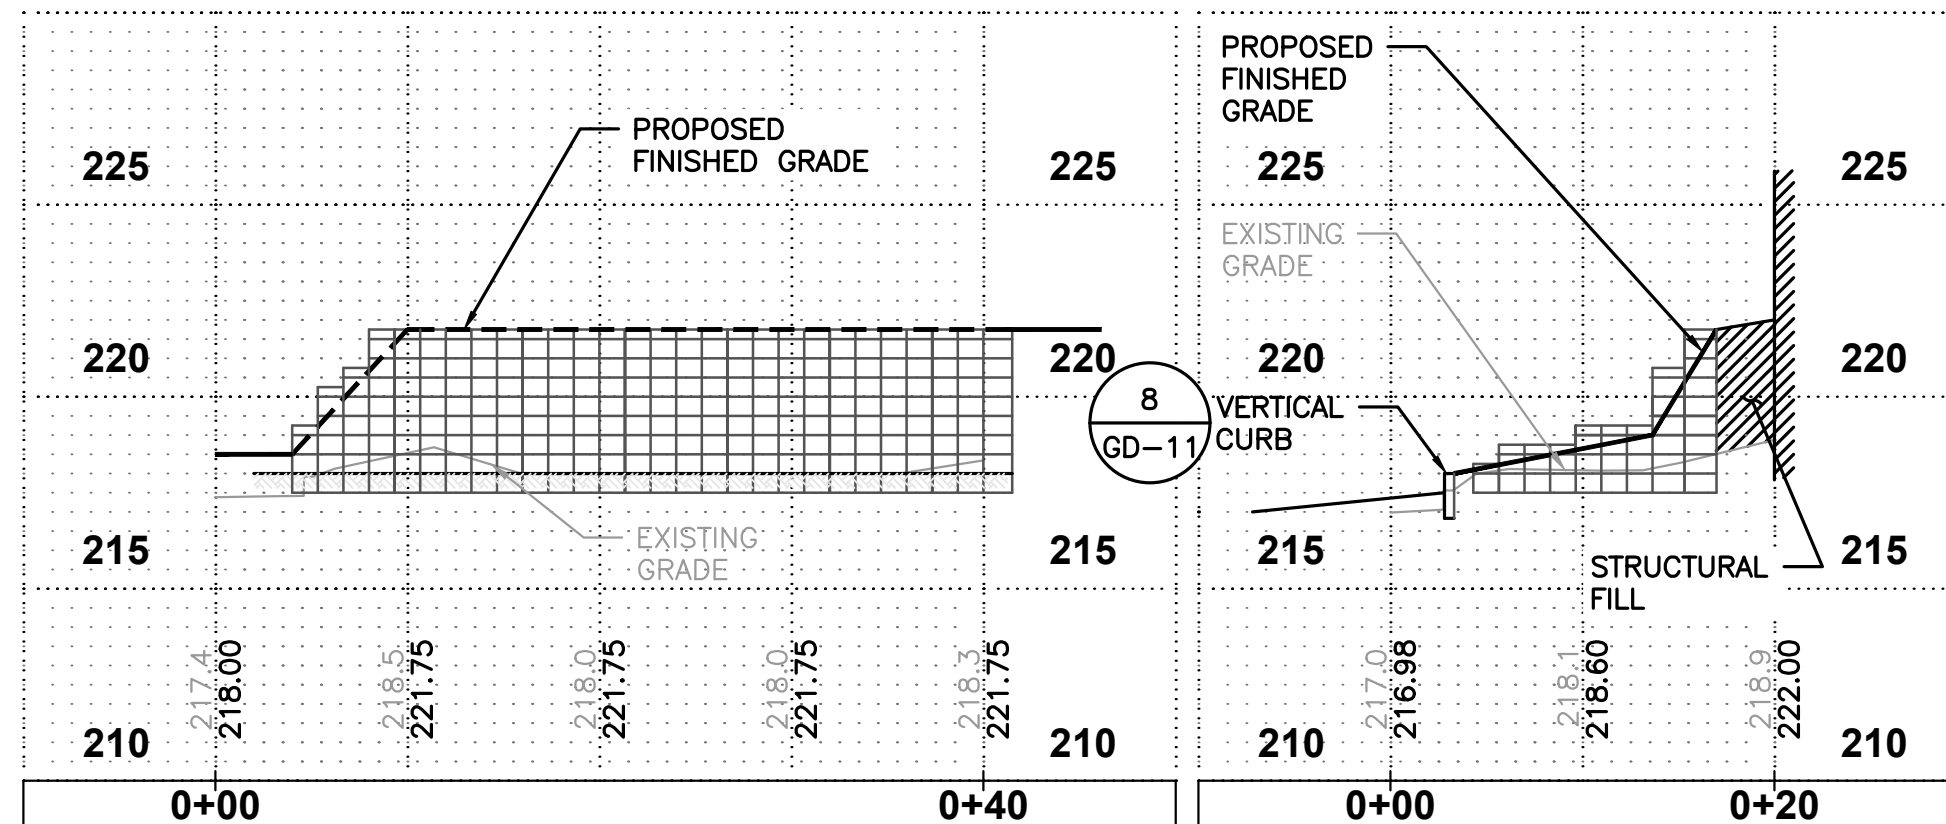 PROPOSED
FINISHED GRADE
225
225
220
220
215
215
210
210
EXISTING
GRADE
217.4
218.00
218.5
221.75
218.0
221.75
218.0
221.75
218.3
221.75
0+00
0+40
8
GD-11
PROPOSED
FINISHED
GRADE
225
225
EXISTING
GRADE
220
220
VERTICAL
CURB
215
215
STRUCTURAL
FILL
210
210
217.0
216.98
218.1
218.60
218.9
222.00
0+00
0+20